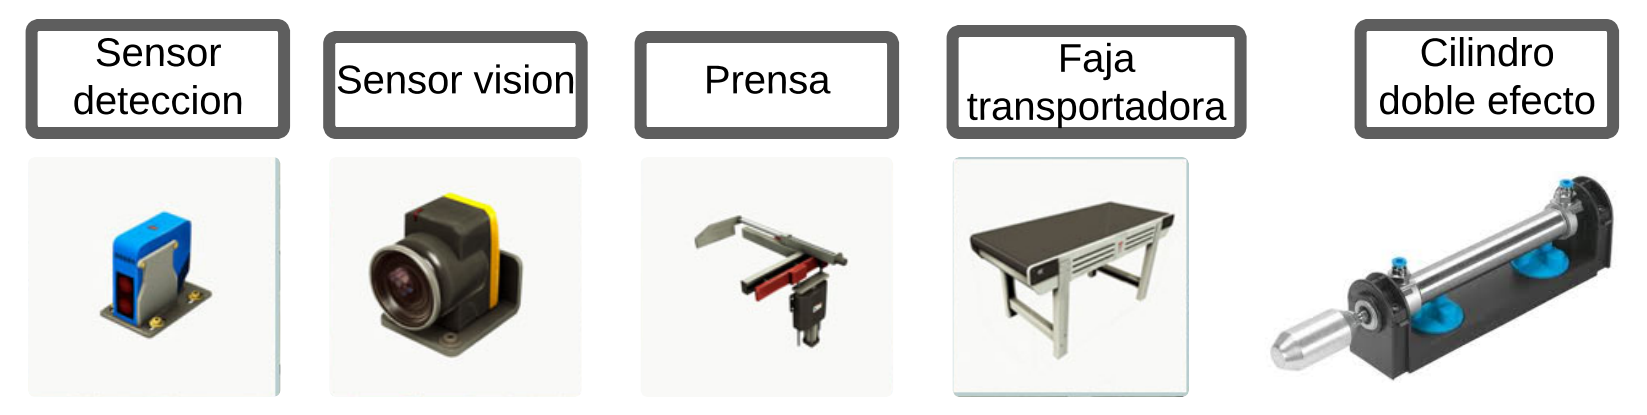 Sensor
deteccion
Sensor vision
Prensa
Faja
transportadora
Cilindro
doble efecto